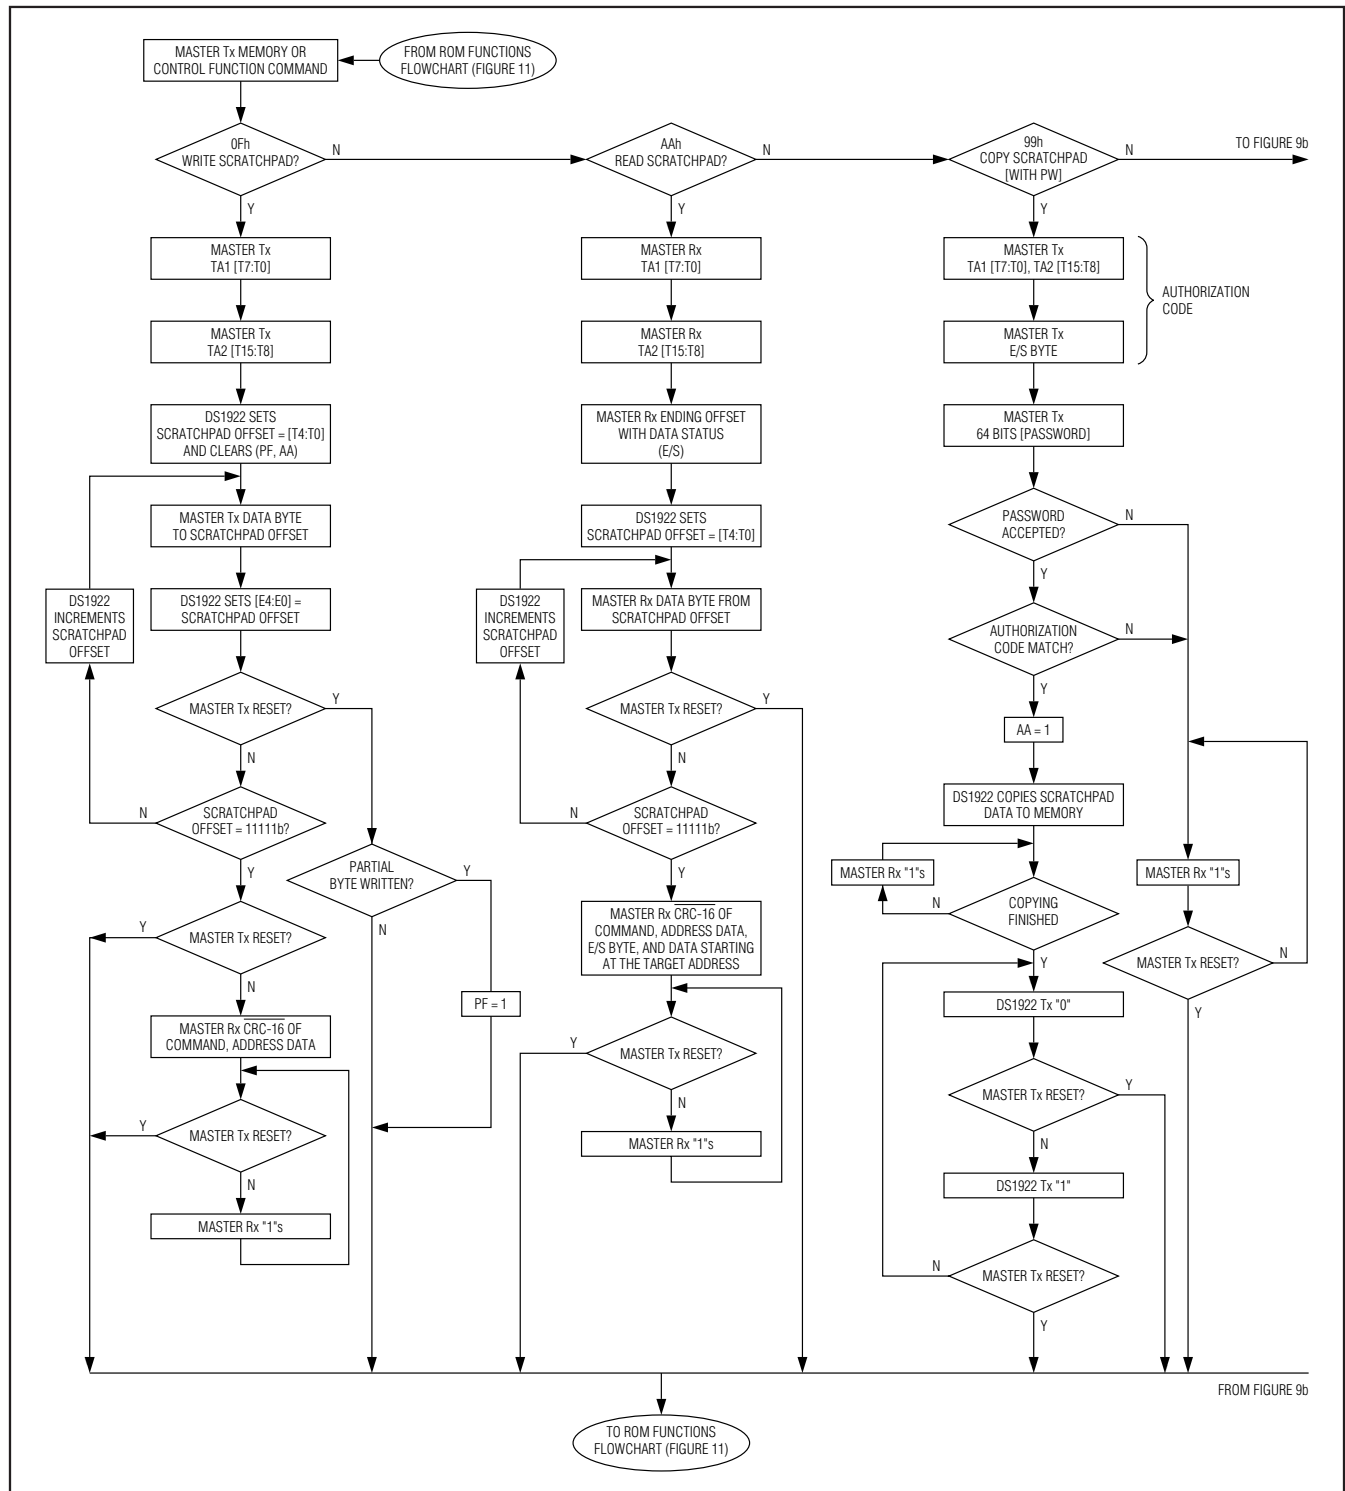 MASTER Tx MEMORY OR
CONTROL FUNCTION COMMAND
FROM ROM FUNCTIONS
FLOWCHART (FIGURE 11)
0Fh
WRITE SCRATCHPAD?
N
Y
MASTER Tx
TA1 [T7:T0]
MASTER Tx
TA2 [T15:T8]
DS1922 SETS
SCRATCHPAD OFFSET = [T4:T0]
AND CLEARS (PF, AA)
MASTER Tx DATA BYTE
TO SCRATCHPAD OFFSET
DS1922 SETS [E4:E0] =
SCRATCHPAD OFFSET
DS1922
INCREMENTS
SCRATCHPAD
OFFSET
MASTER Tx RESET?
Y
N
SCRATCHPAD
OFFSET = 11111b?
N
Y
PARTIAL
BYTE WRITTEN?
Y
N
PF = 1
MASTER Tx RESET?
Y
N
MASTER Rx CRC-16 OF
COMMAND, ADDRESS DATA
MASTER Tx RESET?
Y
N
MASTER Rx "1"s
AAh
READ SCRATCHPAD?
N
Y
MASTER Rx
TA1 [T7:T0]
MASTER Rx
TA2 [T15:T8]
MASTER Rx ENDING OFFSET
WITH DATA STATUS
(E/S)
DS1922 SETS
SCRATCHPAD OFFSET = [T4:T0]
MASTER Rx DATA BYTE FROM
SCRATCHPAD OFFSET
DS1922
INCREMENTS
SCRATCHPAD
OFFSET
MASTER Tx RESET?
Y
N
SCRATCHPAD
OFFSET = 11111b?
N
Y
MASTER Rx CRC-16 OF
COMMAND, ADDRESS DATA,
E/S BYTE, AND DATA STARTING
AT THE TARGET ADDRESS
MASTER Tx RESET?
Y
N
MASTER Rx "1"s
99h
COPY SCRATCHPAD
[WITH PW]
N
TO FIGURE 9b
Y
MASTER Tx
TA1 [T7:T0], TA2 [T15:T8]
MASTER Tx
E/S BYTE
AUTHORIZATION
CODE
MASTER Tx
64 BITS [PASSWORD]
PASSWORD
ACCEPTED?
N
Y
AUTHORIZATION
CODE MATCH?
N
Y
AA = 1
DS1922 COPIES SCRATCHPAD
DATA TO MEMORY
MASTER Rx "1"s
COPYING
FINISHED
N
Y
MASTER Rx "1"s
MASTER Tx RESET?
N
Y
DS1922 Tx "0"
MASTER Tx RESET?
Y
N
DS1922 Tx "1"
MASTER Tx RESET?
N
Y
FROM FIGURE 9b
TO ROM FUNCTIONS
FLOWCHART (FIGURE 11)